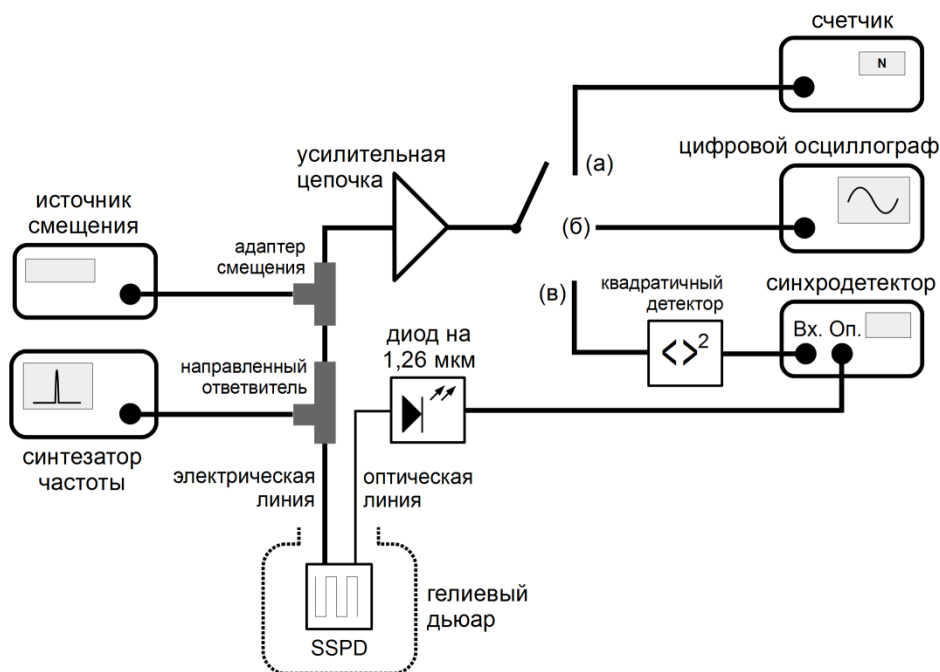 счетчик
N
(а)
цифровой осциллограф
(б)
усилительная
цепочка
источник
смещения
адаптер
смещения
(в)
квадратичный
детектор
< >²
синхродетектор
Вх. Оп.
диод на
1,26 мкм
направленный
ответвитель
синтезатор
частоты
электрическая
линия
оптическая
линия
SSPD
гелиевый
дьюар